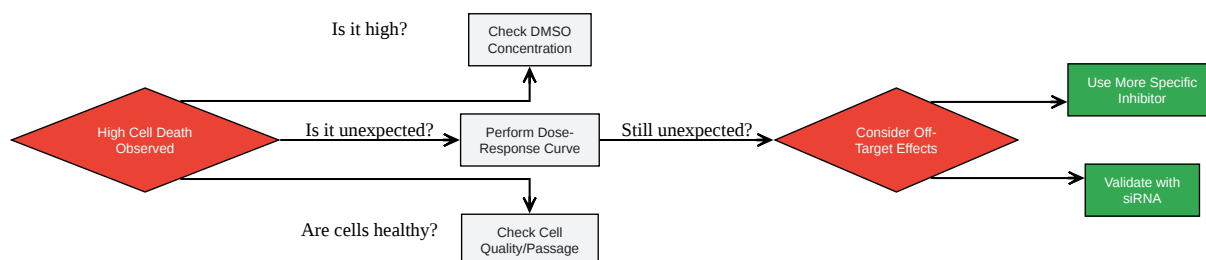 Is it high?
Check DMSO
Concentration
High Cell Death
Observed
Is it unexpected?
Perform Dose-
Response Curve
Still unexpected?
Consider Off-
Target Effects
Use More Specific
Inhibitor
Validate with
siRNA
Are cells healthy?
Check Cell
Quality/Passage